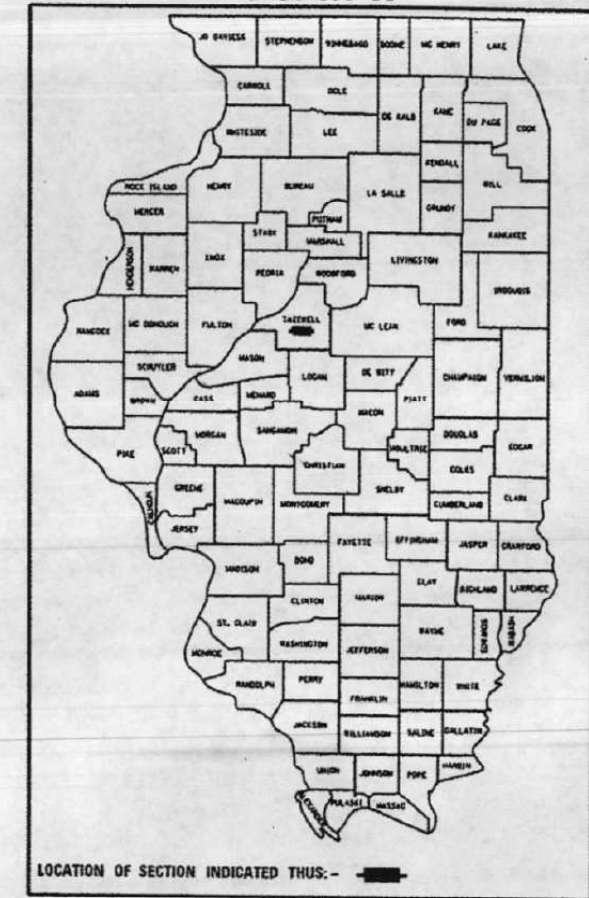 JO DAVIESS STEPHENSON WINNEBAGO BOONE MC HENRY LAKE
CARROLL OGLE
DE KALB KANE DU PAGE COOK
WHITESIDE LEE
KENDALL WILL
ROCK ISLAND HENRY BUREAU LA SALLE GRUNDY
MERCER PUTNAM
STARK MARSHALL KANKAKEE
HENDERSON WARREN KNOX PEORIA WOODFORD LIVINGSTON IROQUOIS
HANCOCK MC DONOUGH FULTON TAZEWELL MC LEAN FORD
SCHUYLER MASON
ADAMS LOGAN DE WITT CHAMPAIGN VERMILION
BROWN CASS MENARD PIATT
MACON
MORGAN SANGAMON DOUGLAS
PIKE SCOTT CHRISTIAN MOULTRIE EDGAR
COLES
GREENE SHELBY
CALHOUN MACOUPIN MONTGOMERY CUMBERLAND CLARK
JERSEY
FAYETTE EFFINGHAM JASPER CRAWFORD
MADISON BOND
CLAY RICHLAND LAWRENCE
CLINTON MARION
ST. CLAIR WAYNE EDWARDS WABASH
WASHINGTON JEFFERSON
MONROE
RANDOLPH PERRY HAMILTON WHITE
FRANKLIN
JACKSON WILLIAMSON SALINE GALLATIN
UNION JOHNSON POPE HARDIN
ALEXANDER PULASKI MASSAC
LOCATION OF SECTION INDICATED THUS:-